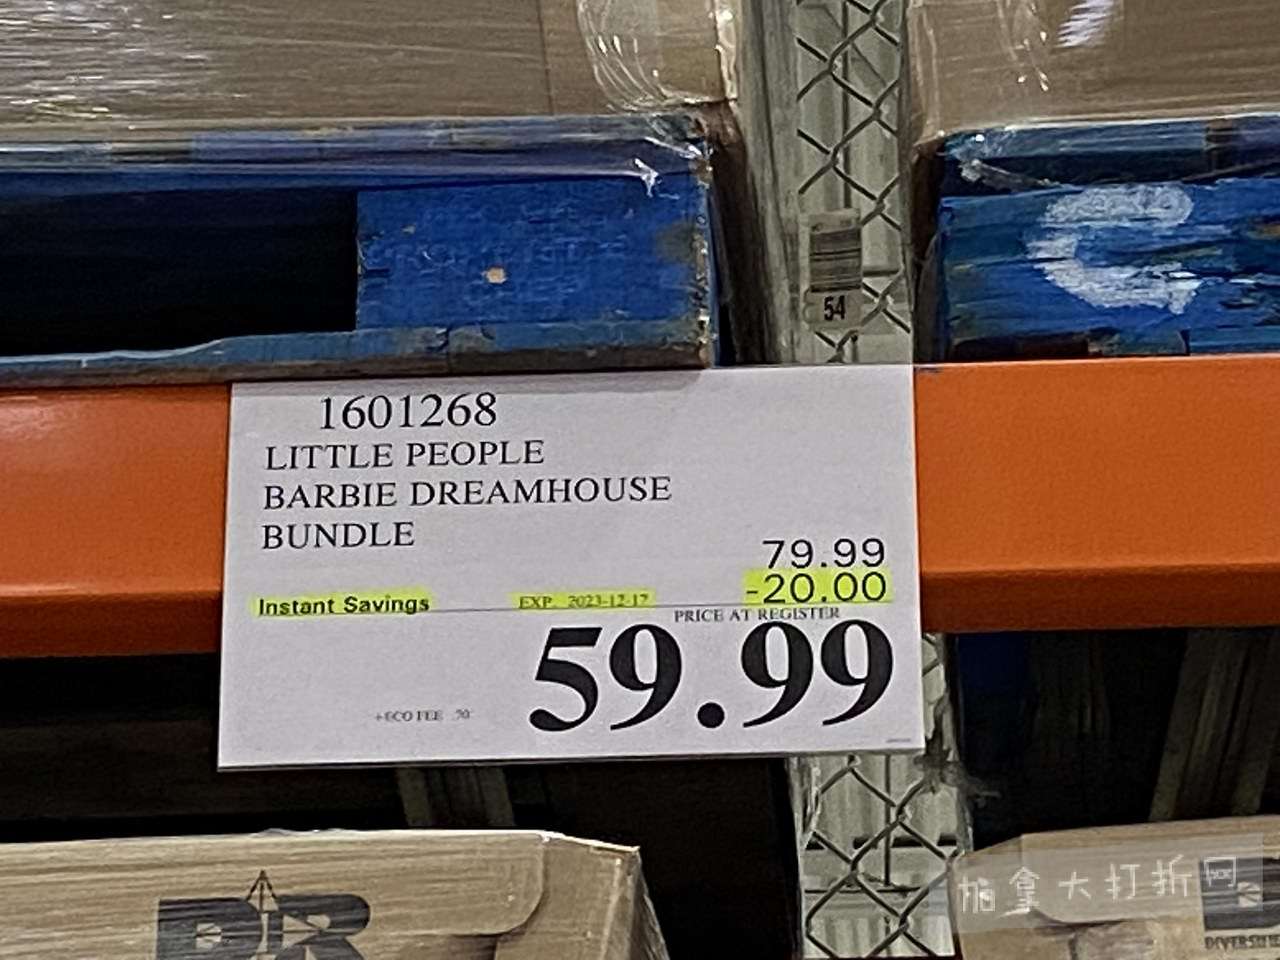 54
1601268
LITTLE PEOPLE
BARBIE DREAMHOUSE
BUNDLE
79.99
Instant Savings EXP. 2023-12-17 -20.00
PRICE AT REGISTER
59.99
+ECO FEE .70
加拿大打折网